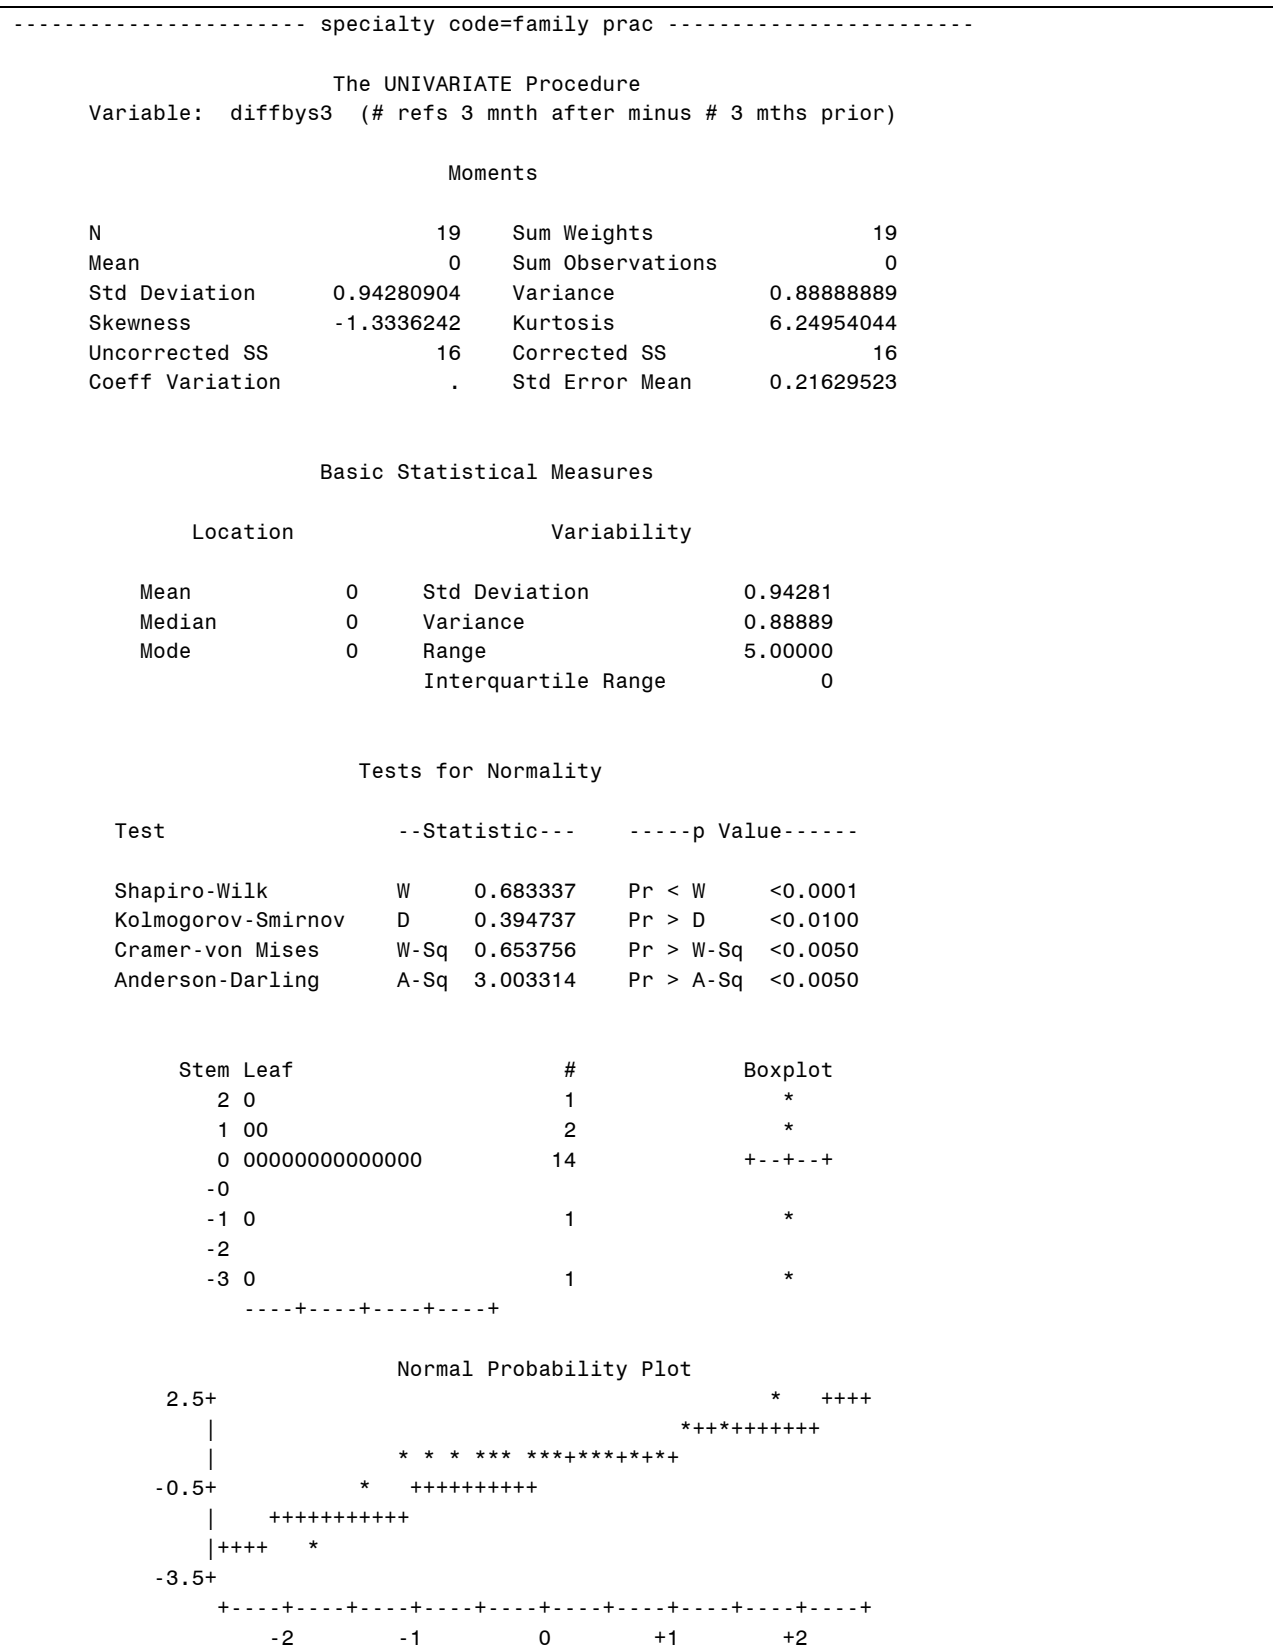 ----------------------- specialty code=family prac ------------------------
The UNIVARIATE Procedure
Variable:  diffbys3  (# refs 3 mnth after minus # 3 mths prior)
Moments
N                          19    Sum Weights                 19
Mean                        0    Sum Observations             0
Std Deviation      0.94280904    Variance            0.88888889
Skewness           -1.3336242    Kurtosis            6.24954044
Uncorrected SS             16    Corrected SS                16
Coeff Variation             .    Std Error Mean      0.21629523
Basic Statistical Measures
Location                    Variability
Mean            0     Std Deviation          0.94281
Median          0     Variance               0.88889
Mode            0     Range                  5.00000
Interquartile Range            0
Tests for Normality
Test                  --Statistic---    -----p Value------
Shapiro-Wilk          W     0.683337    Pr < W      <0.0001
Kolmogorov-Smirnov    D     0.394737    Pr > D      <0.0100
Cramer-von Mises      W-Sq  0.653756    Pr > W-Sq   <0.0050
Anderson-Darling      A-Sq  3.003314    Pr > A-Sq   <0.0050
Stem Leaf                     #             Boxplot
2 0                        1                *
1 00                       2                *
0 00000000000000          14             +--+--+
-0
-1 0                        1                *
-2
-3 0                        1                *
----+----+----+----+
Normal Probability Plot
2.5+                                           *   ++++
|                                    *++*+++++++
|              * * * *** ***+***+*+*+
-0.5+           *   ++++++++++
|    +++++++++++
|++++   *
-3.5+
+----+----+----+----+----+----+----+----+----+----+
-2        -1         0        +1        +2